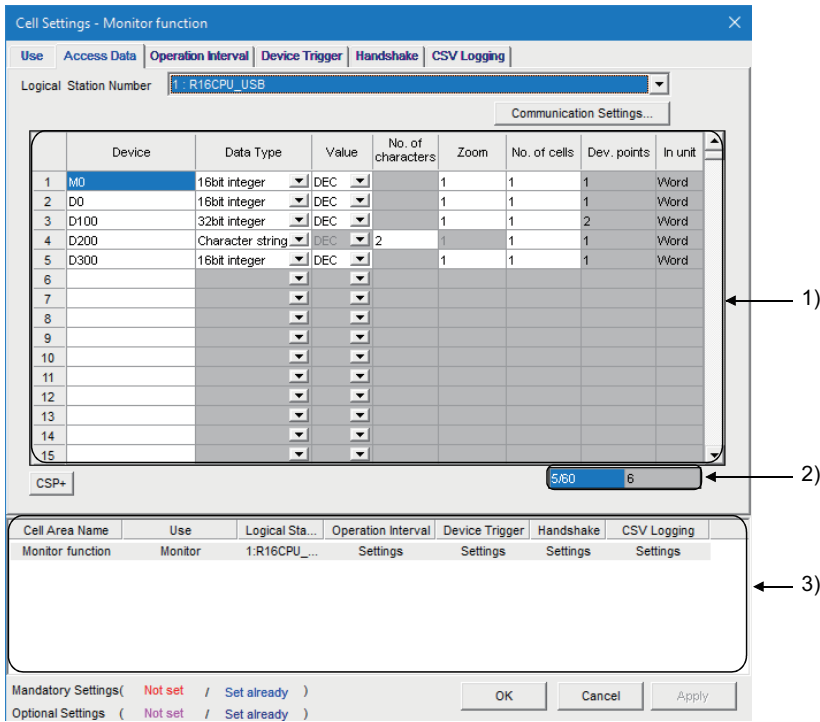 Cell Settings - Monitor function
Use Access Data Operation Interval Device Trigger Handshake CSV Logging
Logical Station Number 1 : R16CPU_USB
Communication Settings...
Device Data Type Value No. of characters Zoom No. of cells Dev. points In unit
1 M0 16bit integer DEC 1 1 1 Word
2 D0 16bit integer DEC 1 1 1 Word
3 D100 32bit integer DEC 1 1 2 Word
4 D200 Character string DEC 2 1 1 1 Word
5 D300 16bit integer DEC 1 1 1 Word
6
7
8
9
10
11
12
13
14
15
1)
CSP+ 5/60 6
2)
Cell Area Name Use Logical Sta... Operation Interval Device Trigger Handshake CSV Logging
Monitor function Monitor 1:R16CPU_... Settings Settings Settings Settings
3)
Mandatory Settings( Not set / Set already )
OK Cancel Apply
Optional Settings ( Not set / Set already )